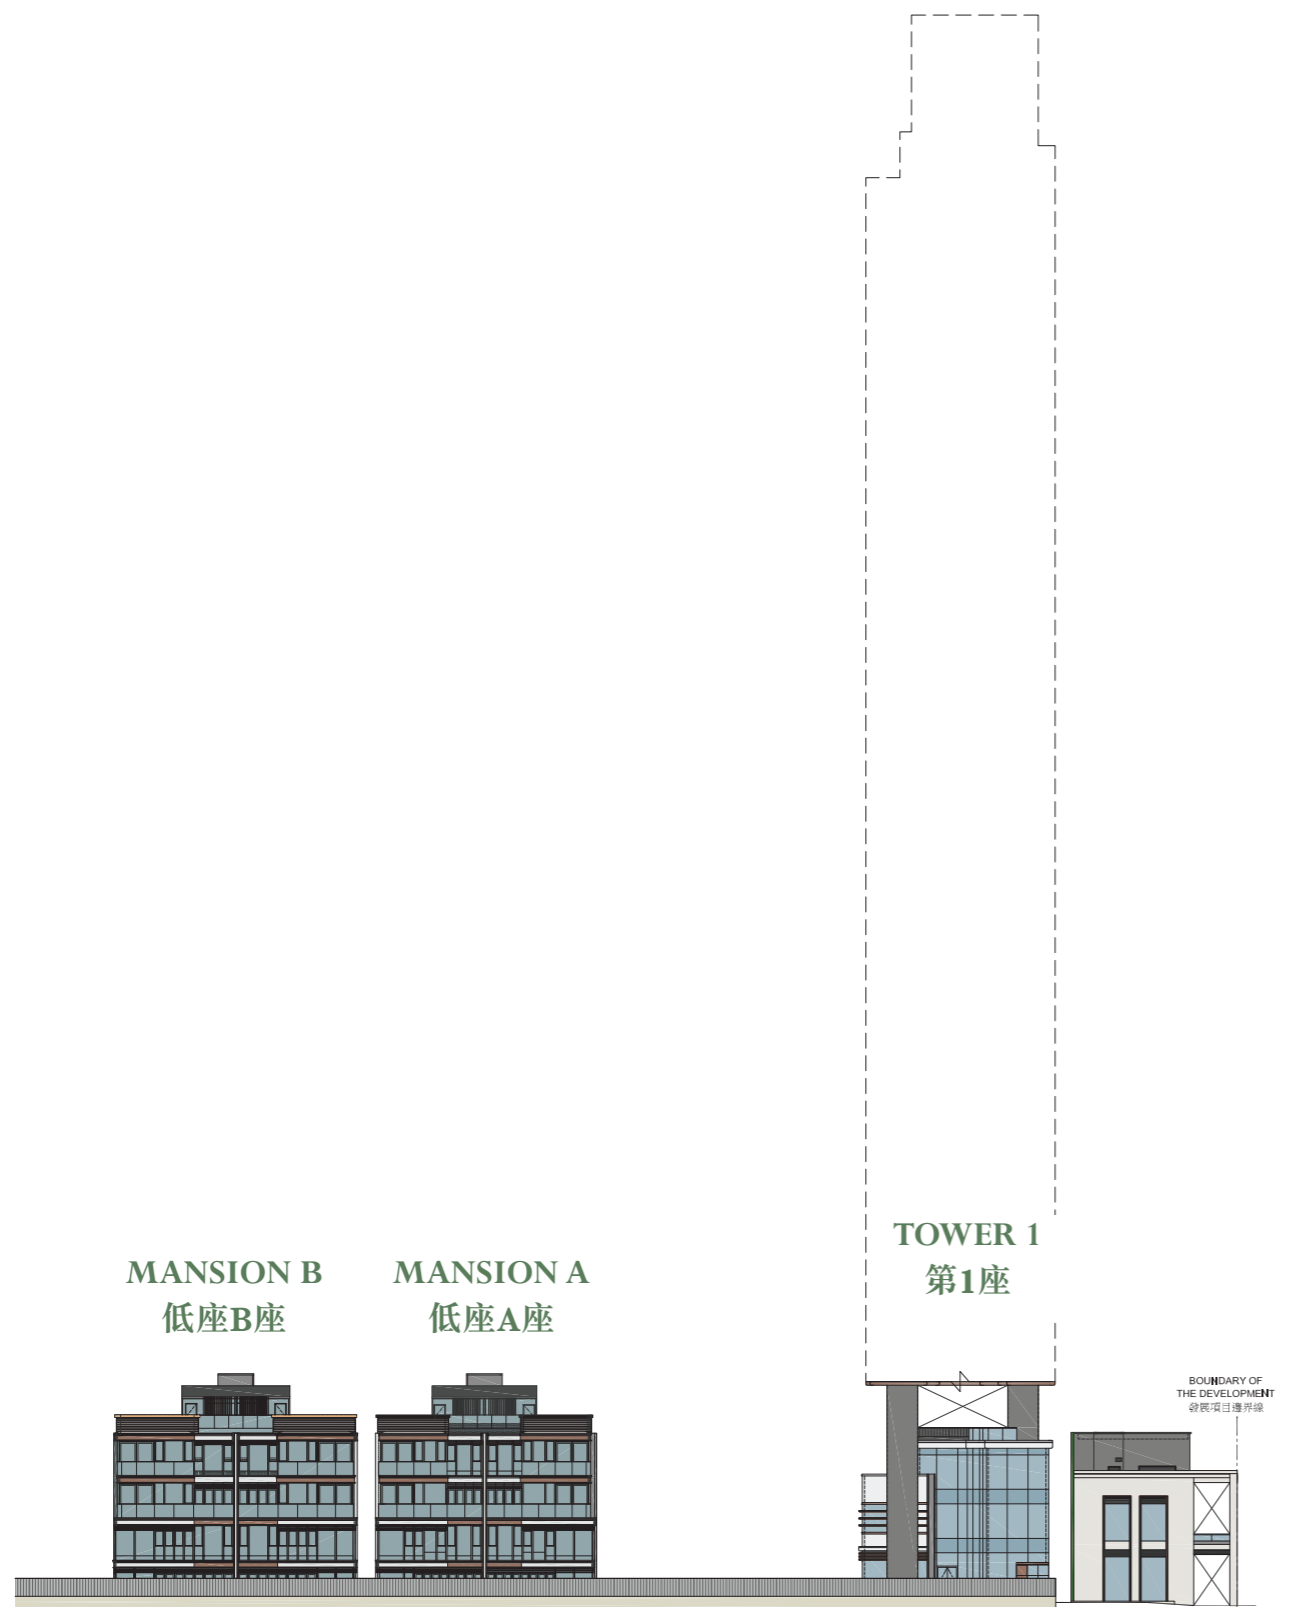 TOWER 1
第1座
MANSION B
低座B座
MANSION A
低座A座
BOUNDARY OF
THE DEVELOPMENT
發展項目邊界線